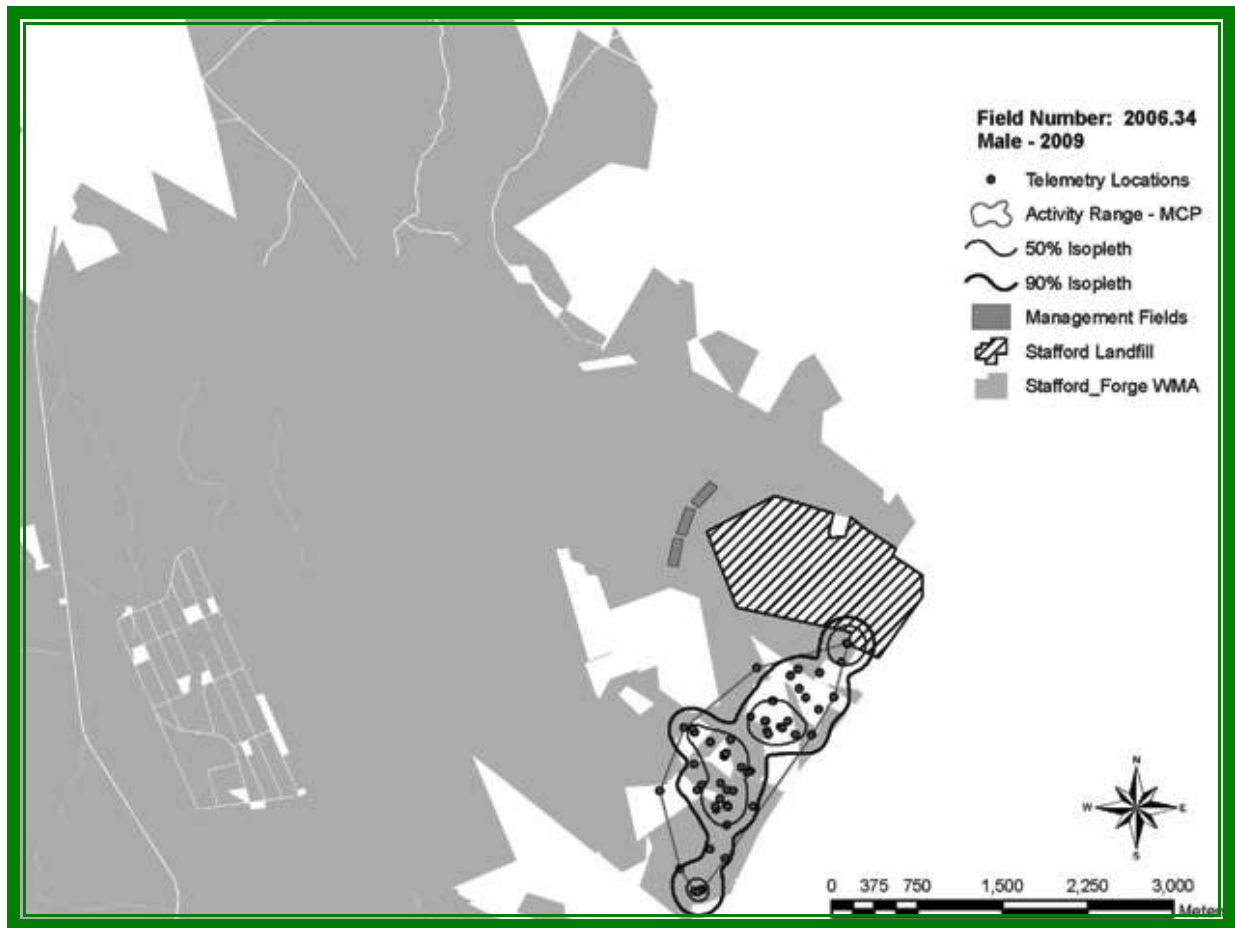 Field Number: 2006.34
Male - 2009
Telemetry Locations
Activity Range - MCP
50% Isopleth
90% Isopleth
Management Fields
Stafford Landfill
Stafford_Forge WMA
N
W E
S
0 375 750 1,500 2,250 3,000
Meters